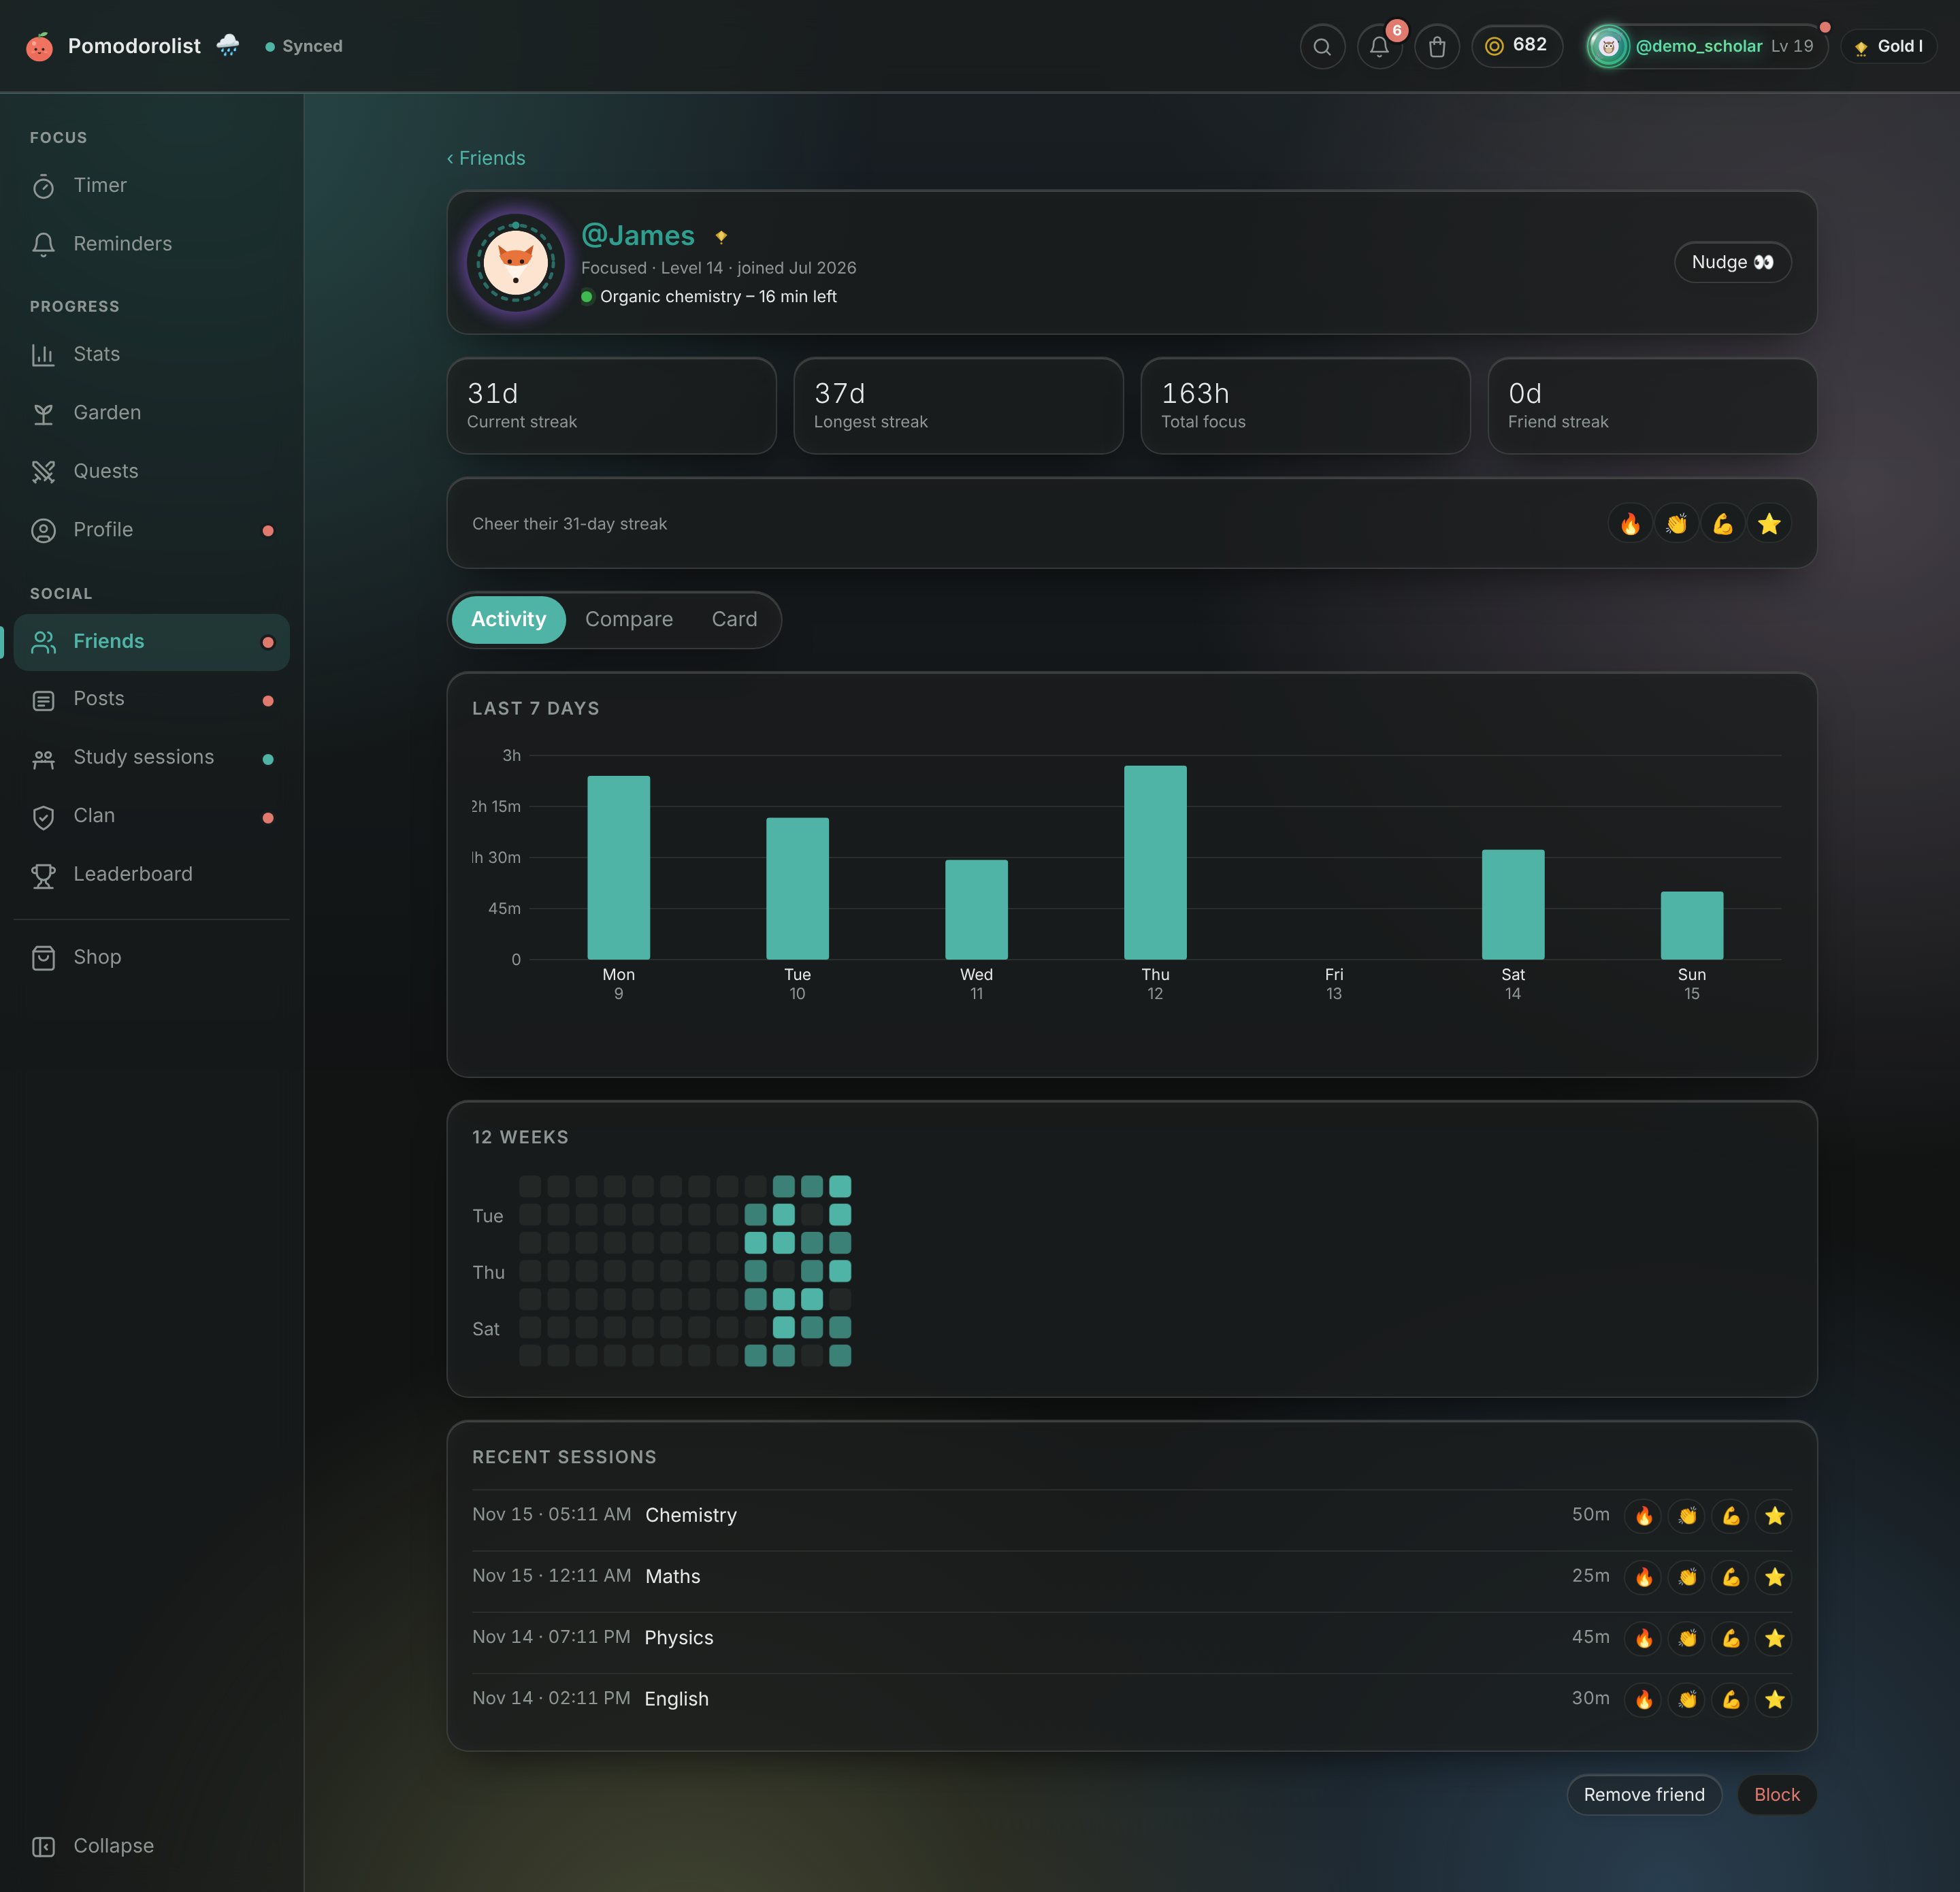 Pomodorolist
Synced
6
682
@demo_scholar Lv 19
Gold I
FOCUS
Timer
Reminders
PROGRESS
Stats
Garden
Quests
Profile
SOCIAL
Friends
Posts
Study sessions
Clan
Leaderboard
Shop
Collapse
‹ Friends
@James
Focused · Level 14 · joined Jul 2026
Organic chemistry – 16 min left
Nudge 👀
31d
Current streak
37d
Longest streak
163h
Total focus
0d
Friend streak
Cheer their 31-day streak
Activity Compare Card
LAST 7 DAYS
3h
2h 15m
1h 30m
45m
0
Mon Tue Wed Thu Fri Sat Sun
9 10 11 12 13 14 15
12 WEEKS
Tue
Thu
Sat
RECENT SESSIONS
Nov 15 · 05:11 AM Chemistry 50m
Nov 15 · 12:11 AM Maths 25m
Nov 14 · 07:11 PM Physics 45m
Nov 14 · 02:11 PM English 30m
Remove friend Block